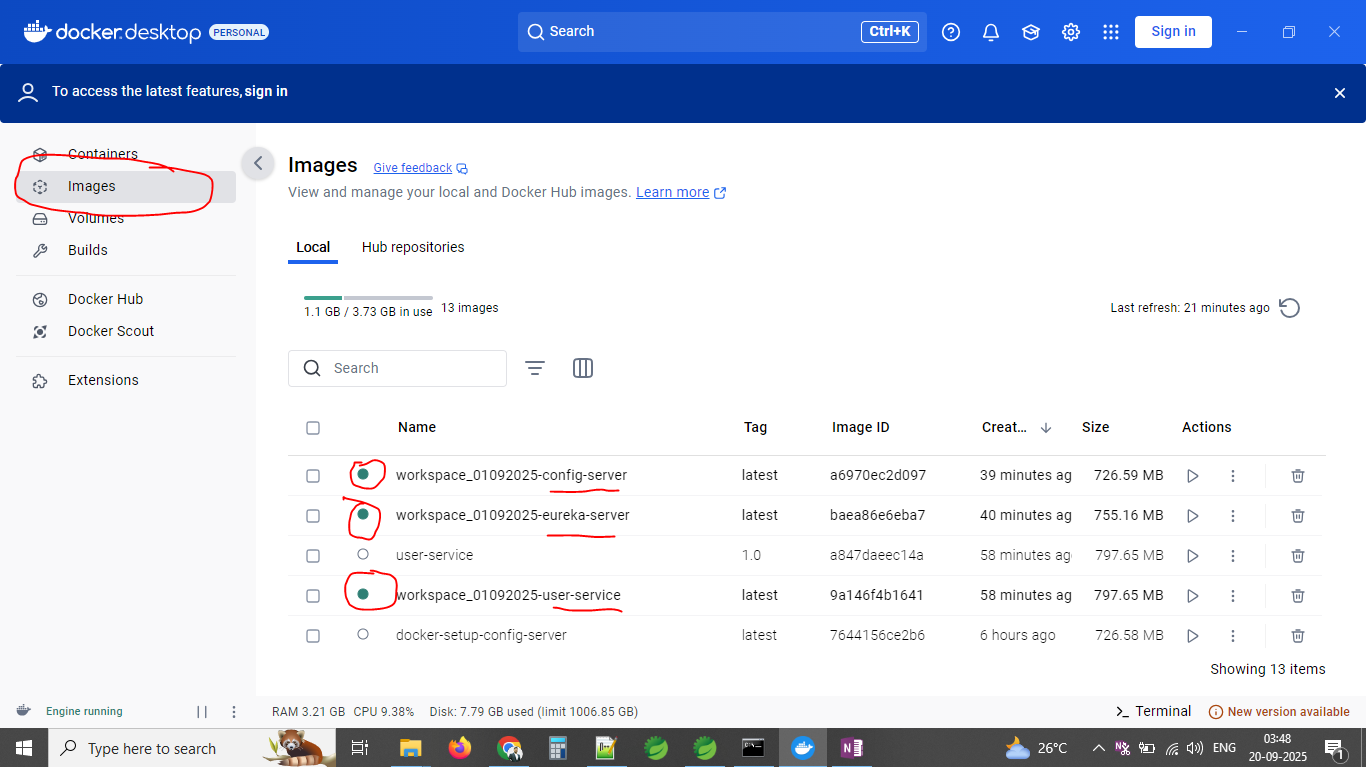 docker.desktop PERSONAL
Search Ctrl+K
Sign in
To access the latest features, sign in
Containers
Images
Volumes
Builds
Docker Hub
Docker Scout
Extensions
Images Give feedback
View and manage your local and Docker Hub images. Learn more
Local Hub repositories
1.1 GB / 3.73 GB in use 13 images
Last refresh: 21 minutes ago
Search
Name Tag Image ID Creat... Size Actions
workspace_01092025-config-server latest a6970ec2d097 39 minutes ag 726.59 MB
workspace_01092025-eureka-server latest baea86e6eba7 40 minutes ag 755.16 MB
user-service 1.0 a847daeec14a 58 minutes ag 797.65 MB
workspace_01092025-user-service latest 9a146f4b1641 58 minutes ag 797.65 MB
docker-setup-config-server latest 7644156ce2b6 6 hours ago 726.58 MB
Showing 13 items
Engine running
RAM 3.21 GB CPU 9.38% Disk: 7.79 GB used (limit 1006.85 GB)
Terminal
New version available
Type here to search
26°C
ENG
03:48
20-09-2025
1